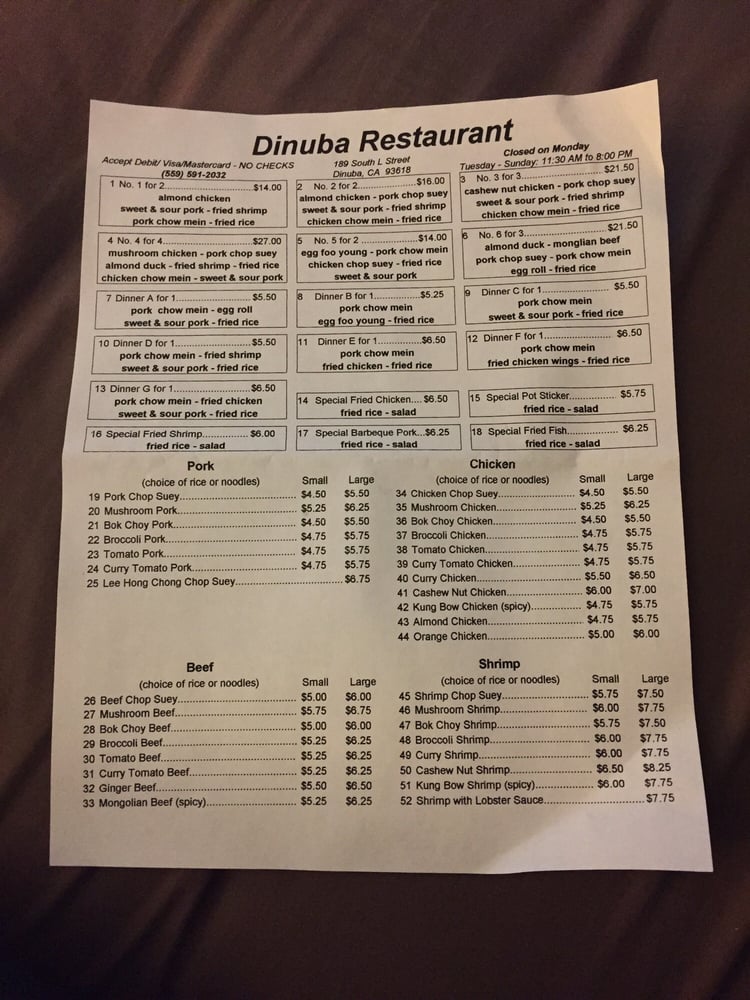 Dinuba Restaurant
Accept Debit/ Visa/Mastercard - NO CHECKS
(559) 591-2032
189 South L Street
Dinuba, CA 93618
Closed on Monday
Tuesday - Sunday: 11:30 AM to 8:00 PM
1 No. 1 for 2..............................$14.00
almond chicken
sweet & sour pork - fried shrimp
pork chow mein - fried rice
2 No. 2 for 2..............................$16.00
almond chicken - pork chop suey
sweet & sour pork - fried shrimp
chicken chow mein - fried rice
3 No. 3 for 3..............................$21.50
cashew nut chicken - pork chop suey
sweet & sour pork - fried shrimp
chicken chow mein - fried rice
4 No. 4 for 4..............................$27.00
mushroom chicken - pork chop suey
almond duck - fried shrimp - fried rice
chicken chow mein - sweet & sour pork
5 No. 5 for 2..............................$14.00
egg foo young - pork chow mein
chicken chop suey - fried rice
sweet & sour pork
6 No. 6 for 3..............................$21.50
almond duck - monglian beef
pork chop suey - pork chow mein
egg roll - fried rice
7 Dinner A for 1..........................$5.50
pork chow mein - egg roll
sweet & sour pork - fried rice
8 Dinner B for 1................$5.25
pork chow mein
egg foo young - fried rice
9 Dinner C for 1...................... $5.50
pork chow mein
sweet & sour pork - fried rice
10 Dinner D for 1........................$5.50
pork chow mein - fried shrimp
sweet & sour pork - fried rice
11 Dinner E for 1................$6.50
pork chow mein
fried chicken - fried rice
12 Dinner F for 1...................... $6.50
pork chow mein
fried chicken wings - fried rice
13 Dinner G for 1........................$6.50
pork chow mein - fried chicken
sweet & sour pork - fried rice
14 Special Fried Chicken.... $6.50
fried rice - salad
15 Special Pot Sticker............... $5.75
fried rice - salad
16 Special Fried Shrimp................ $6.00
fried rice - salad
17 Special Barbeque Pork...$6.25
fried rice - salad
18 Special Fried Fish................. $6.25
fried rice - salad
Pork
(choice of rice or noodles) Small Large
19 Pork Chop Suey.............................. $4.50 $5.50
20 Mushroom Pork.............................. $5.25 $6.25
21 Bok Choy Pork............................... $4.50 $5.50
22 Broccoli Pork................................. $4.75 $5.75
23 Tomato Pork.................................. $4.75 $5.75
24 Curry Tomato Pork........................... $4.75 $5.75
25 Lee Hong Chong Chop Suey...........................$6.75
Chicken
(choice of rice or noodles) Small Large
34 Chicken Chop Suey...................... $4.50 $5.50
35 Mushroom Chicken...................... $5.25 $6.25
36 Bok Choy Chicken....................... $4.50 $5.50
37 Broccoli Chicken......................... $4.75 $5.75
38 Tomato Chicken.......................... $4.75 $5.75
39 Curry Tomato Chicken.................. $4.75 $5.75
40 Curry Chicken............................ $5.50 $6.50
41 Cashew Nut Chicken.................... $6.00 $7.00
42 Kung Bow Chicken (spicy)............. $4.75 $5.75
43 Almond Chicken.......................... $4.75 $5.75
44 Orange Chicken.......................... $5.00 $6.00
Beef
(choice of rice or noodles) Small Large
26 Beef Chop Suey.............................. $5.00 $6.00
27 Mushroom Beef.............................. $5.75 $6.75
28 Bok Choy Beef............................... $5.00 $6.00
29 Broccoli Beef................................. $5.25 $6.25
30 Tomato Beef.................................. $5.25 $6.25
31 Curry Tomato Beef........................... $5.25 $6.25
32 Ginger Beef................................... $5.50 $6.50
33 Mongolian Beef (spicy)...................... $5.25 $6.25
Shrimp
(choice of rice or noodles) Small Large
45 Shrimp Chop Suey....................... $5.75 $7.50
46 Mushroom Shrimp....................... $6.00 $7.75
47 Bok Choy Shrimp........................ $5.75 $7.50
48 Broccoli Shrimp.......................... $6.00 $7.75
49 Curry Shrimp............................. $6.00 $7.75
50 Cashew Nut Shrimp..................... $6.50 $8.25
51 Kung Bow Shrimp (spicy).............. $6.00 $7.75
52 Shrimp with Lobster Sauce..........................$7.75